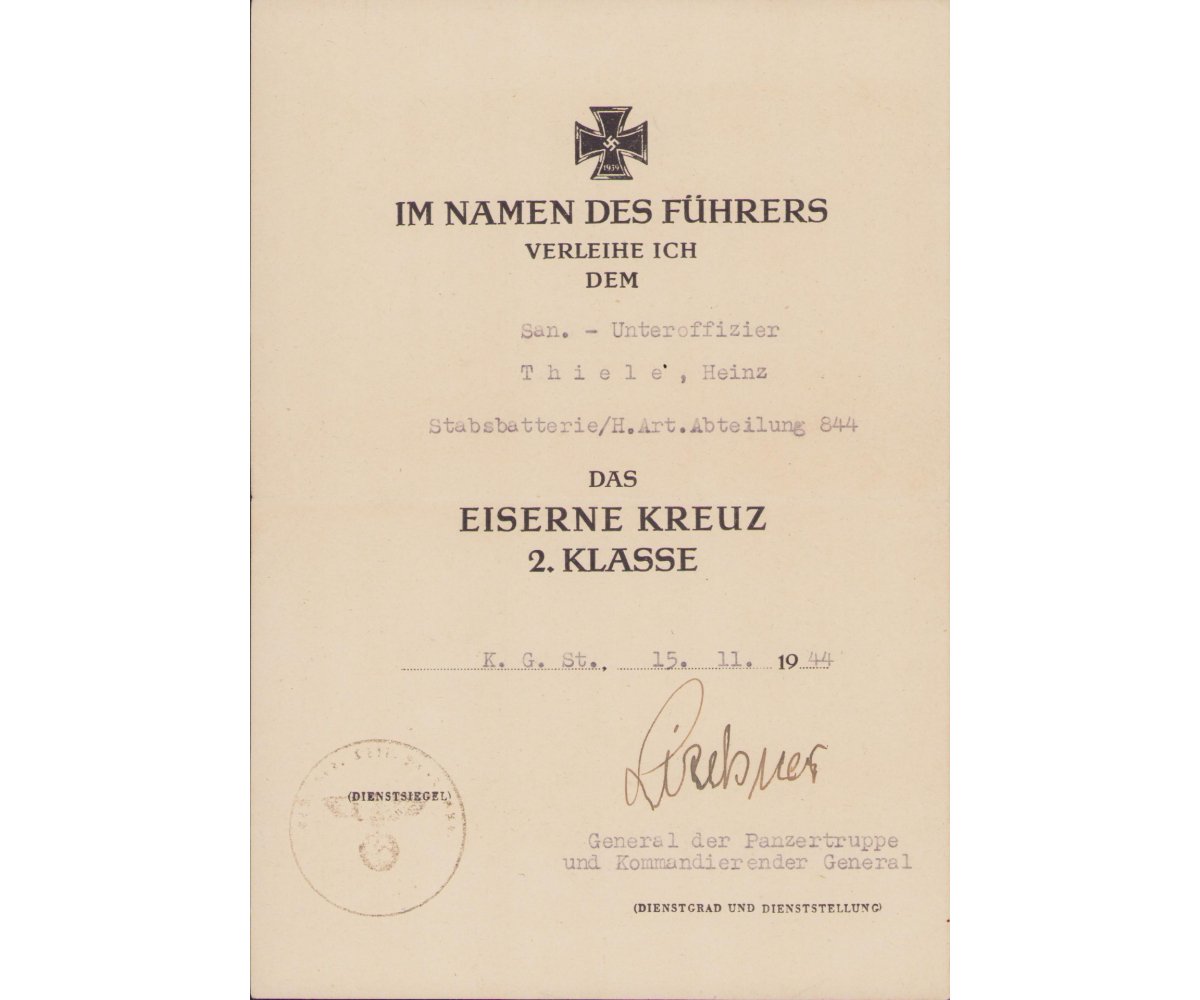 1939
IM NAMEN DES FÜHRERS
VERLEIHE ICH
DEM
San. - Unteroffizier
T h i e l e , Heinz
Stabsbatterie/H.Art.Abteilung 844
DAS
EISERNE KREUZ
2. KLASSE
K. G. St., 15. 11. 1944
(DIENSTSIEGEL)
General der Panzertruppe
und Kommandierender General
(DIENSTGRAD UND DIENSTSTELLUNG)